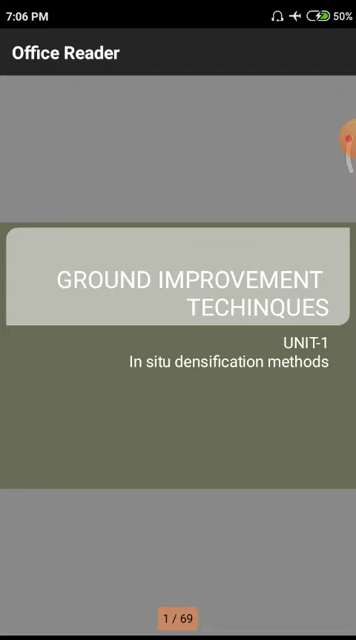 7:06 PM
50%
Office Reader
GROUND IMPROVEMENT
TECHINQUES
UNIT-1
In situ densification methods
1 / 69